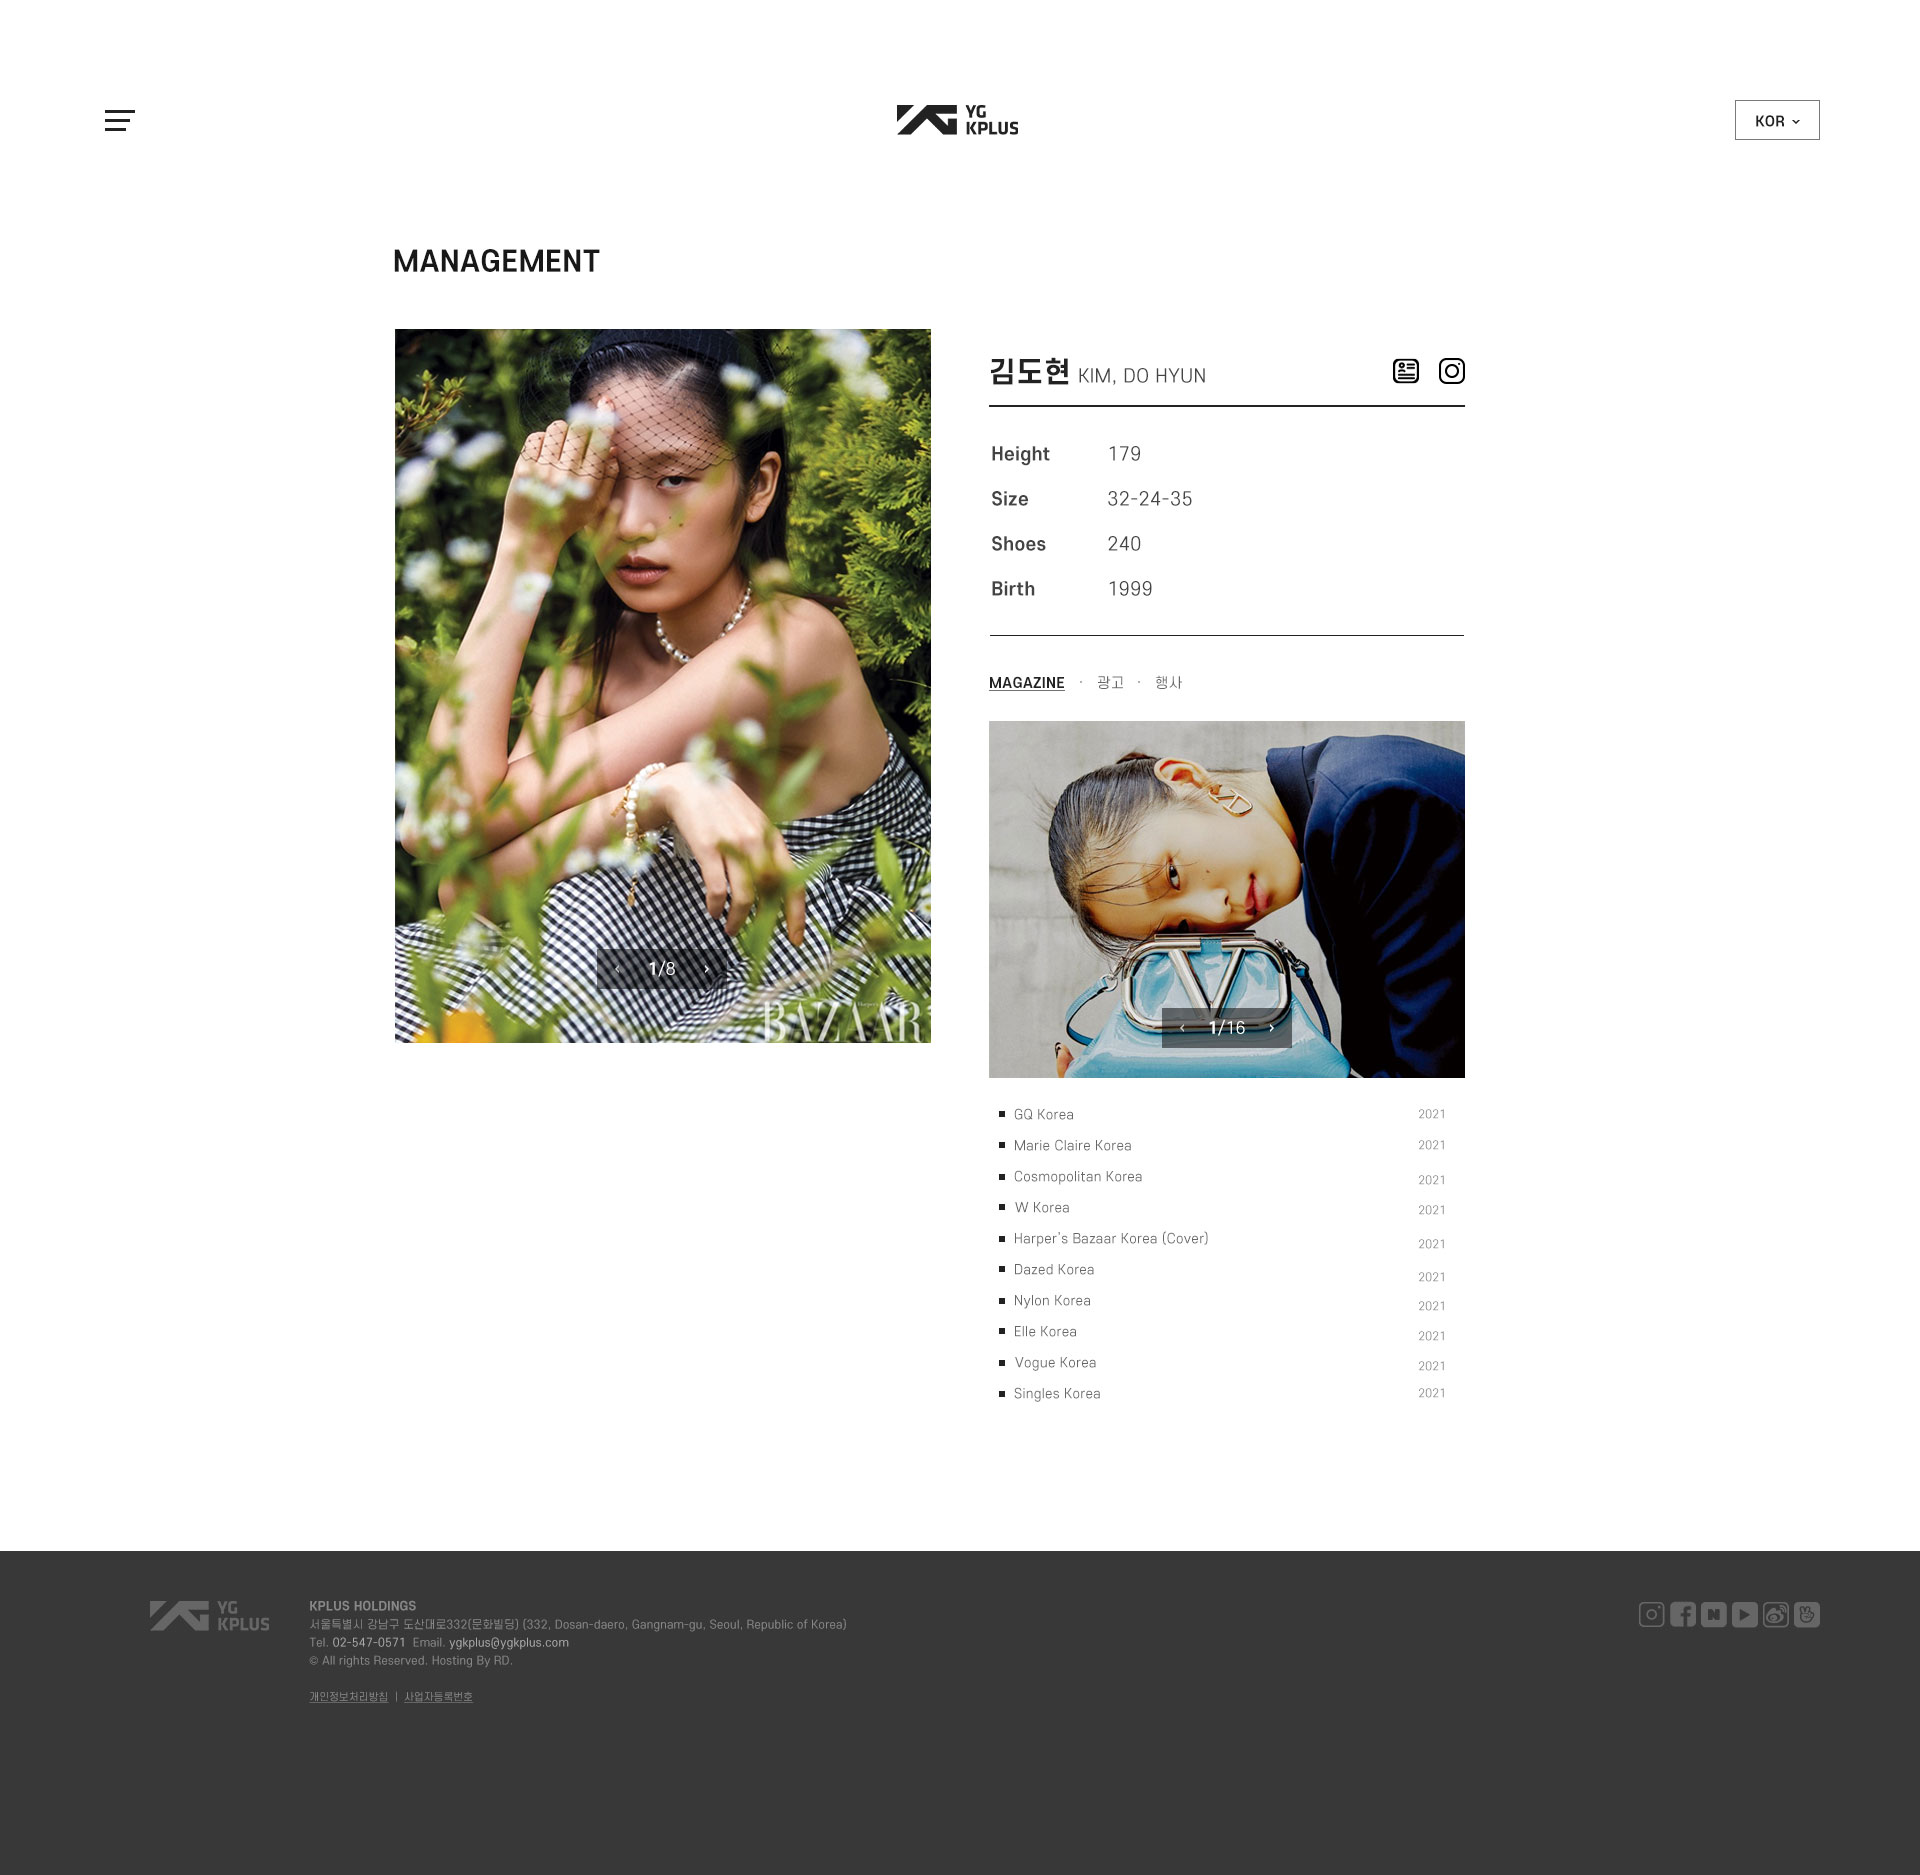 YG
KPLUS
KOR
MANAGEMENT
김도현 KIM, DO HYUN
Height 179
Size 32-24-35
Shoes 240
Birth 1999
MAGAZINE · 광고 · 행사
1/8
Harper's
BAZAAR
1/16
GQ Korea 2021
Marie Claire Korea 2021
Cosmopolitan Korea 2021
W Korea 2021
Harper's Bazaar Korea (Cover) 2021
Dazed Korea 2021
Nylon Korea 2021
Elle Korea 2021
Vogue Korea 2021
Singles Korea 2021
YG
KPLUS
KPLUS HOLDINGS
서울특별시 강남구 도산대로332(문화빌딩) (332, Dosan-daero, Gangnam-gu, Seoul, Republic of Korea)
Tel. 02-547-0571 Email. ygkplus@ygkplus.com
© All rights Reserved. Hosting By RD.
개인정보처리방침 | 사업자등록번호